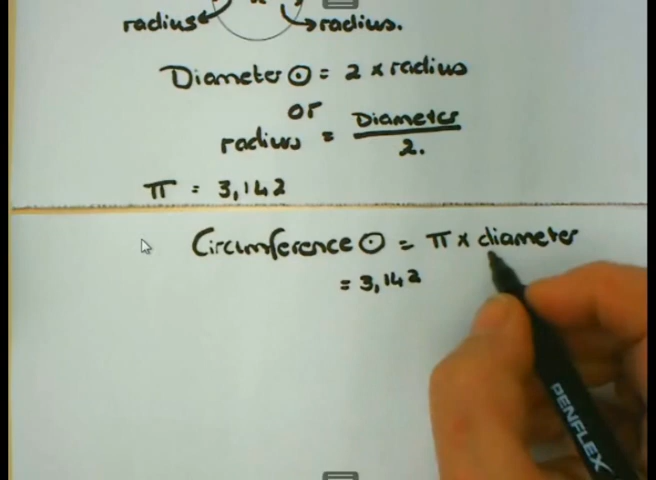 radius radius.
Diameter ⊙ = 2 x radius
or
radius = Diameter
2.
π = 3,142
Circumference ⊙ = π x diameter
= 3,142
PENFLEX